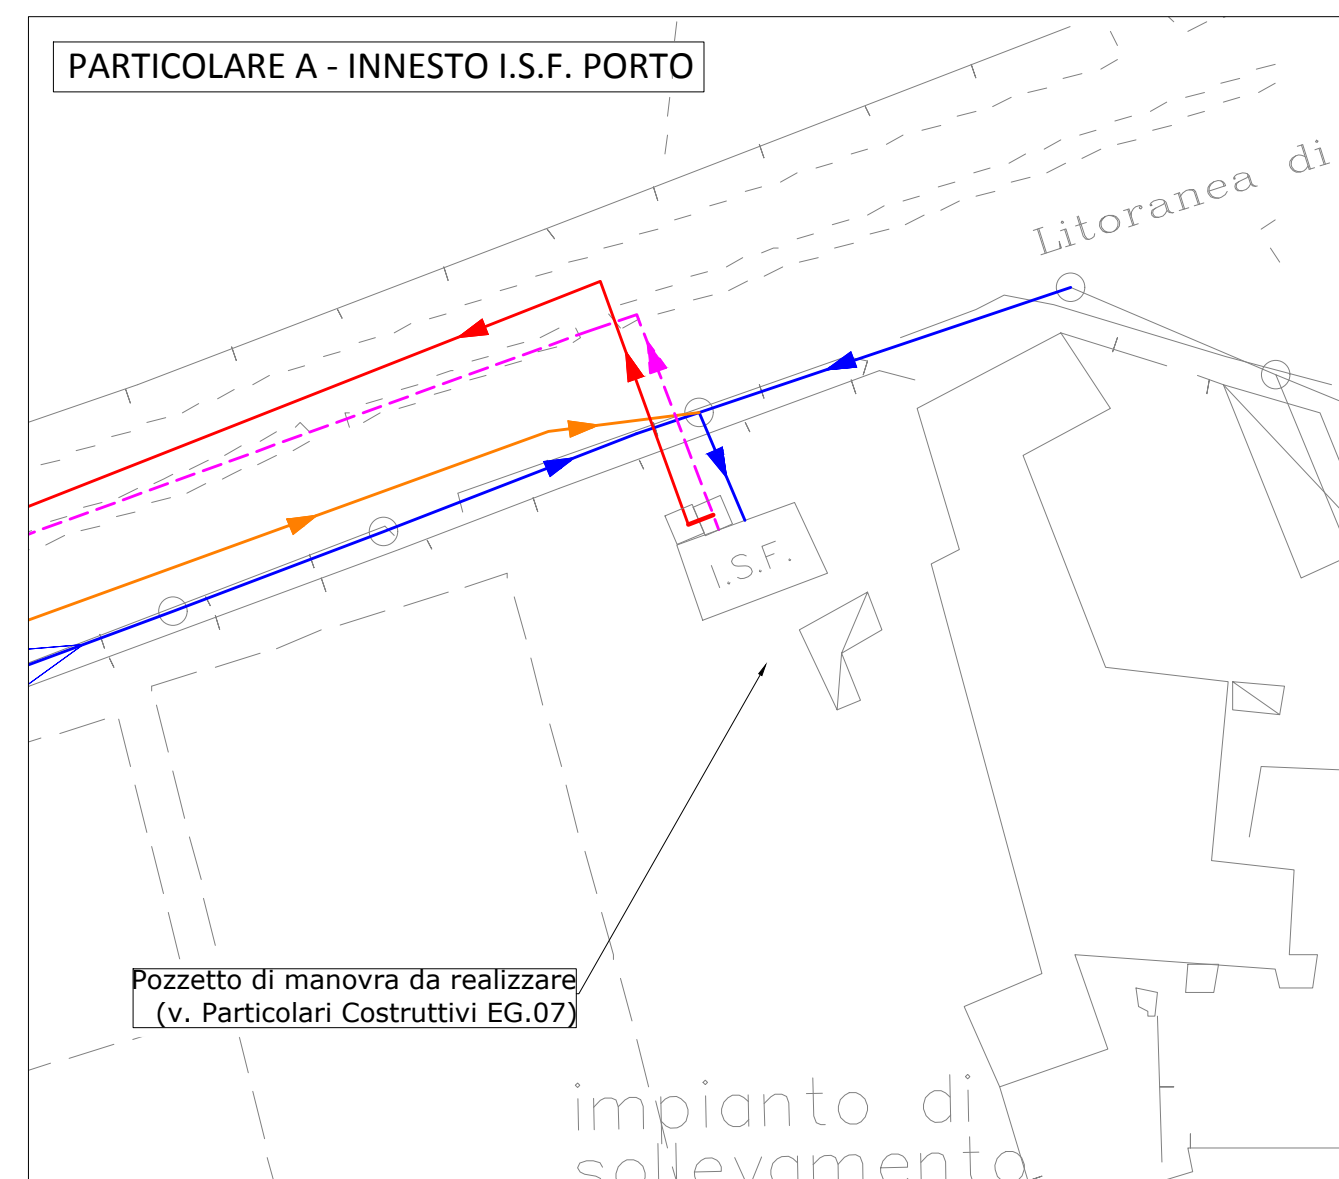 PARTICOLARE A - INNESTO I.S.F. PORTO
Litoranea di
I.S.F.
Pozzetto di manovra da realizzare
(v. Particolari Costruttivi EG.07)
impianto di
sollevamento